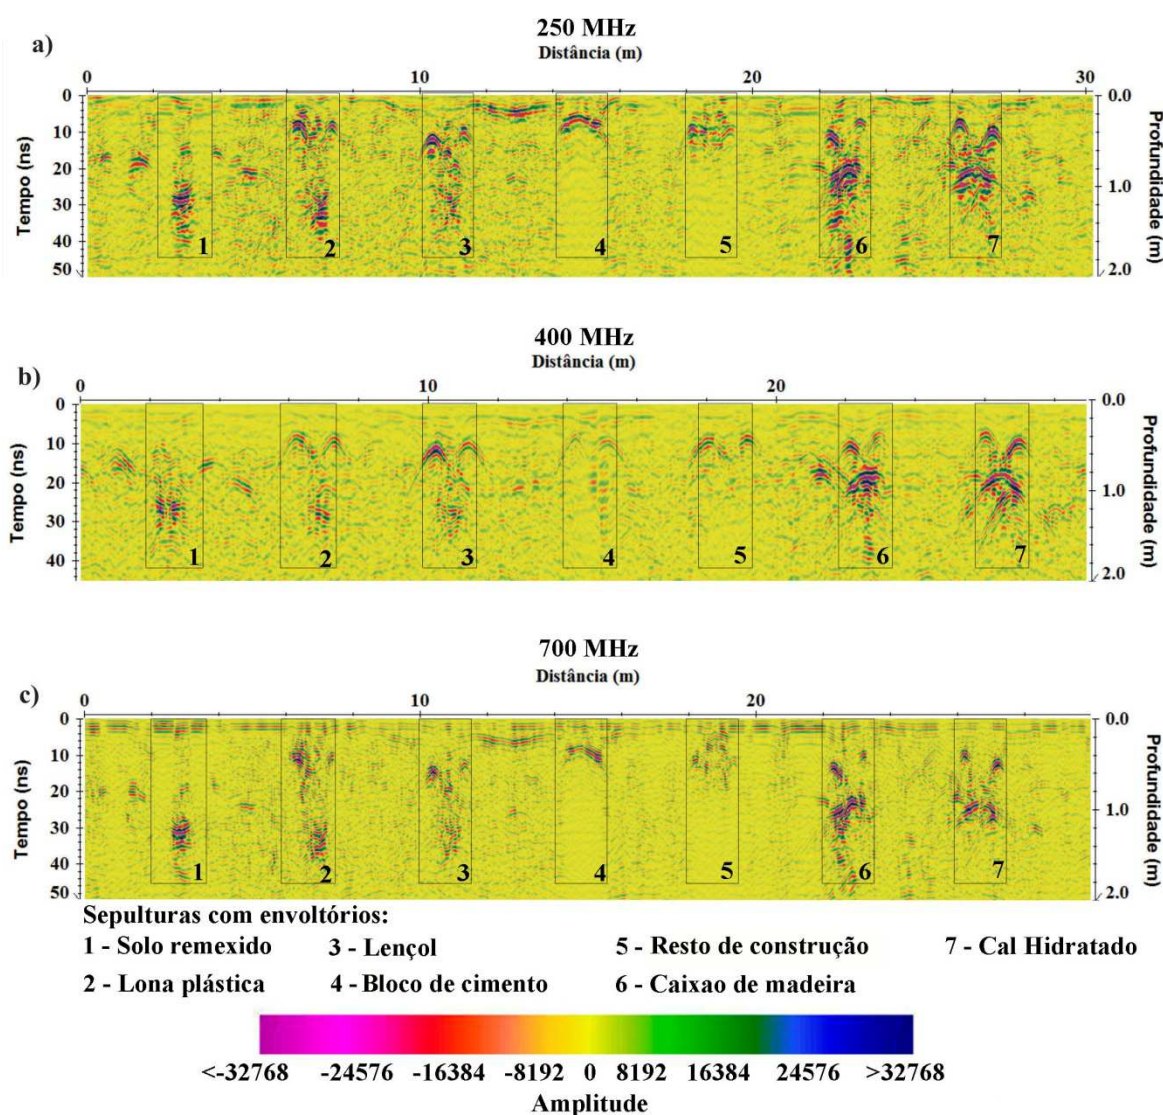 250 MHz
a)
Distância (m)
0 10 20 30
Tempo (ns)
0
10
20
30
40
50
1 2 3 4 5 6 7
0.0
1.0
2.0
Profundidade (m)
400 MHz
b)
Distância (m)
0 10 20
Tempo (ns)
0
10
20
30
40
1 2 3 4 5 6 7
0.0
1.0
2.0
Profundidade (m)
700 MHz
c)
Distância (m)
0 10 20
Tempo (ns)
0
10
20
30
40
50
1 2 3 4 5 6 7
0.0
1.0
2.0
Profundidade (m)
Sepulturas com envoltórios:
1 - Solo remexido 3 - Lençol 5 - Resto de construção 7 - Cal Hidratado
2 - Lona plástica 4 - Bloco de cimento 6 - Caixao de madeira
<-32768 -24576 -16384 -8192 0 8192 16384 24576 >32768
Amplitude